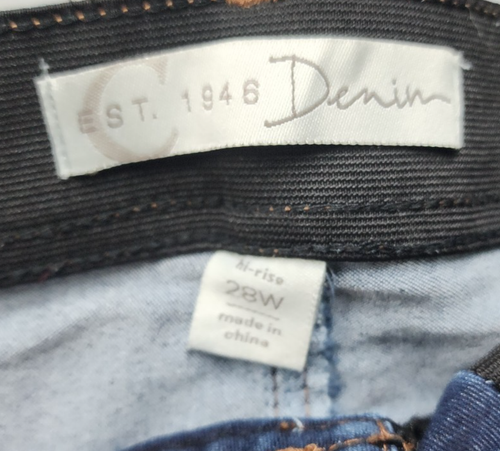 C
EST. 1946 Denim
hi-rise
28W
made in
china